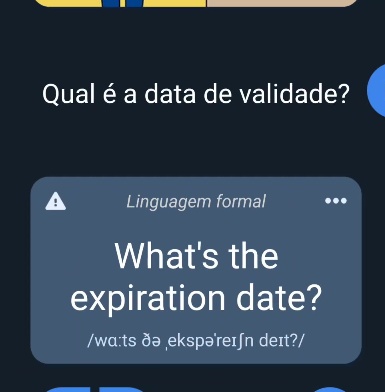 Qual é a data de validade?
Linguagem formal
What's the
expiration date?
/wɑːts ðə ˌekspəˈreɪʃn deɪt?/